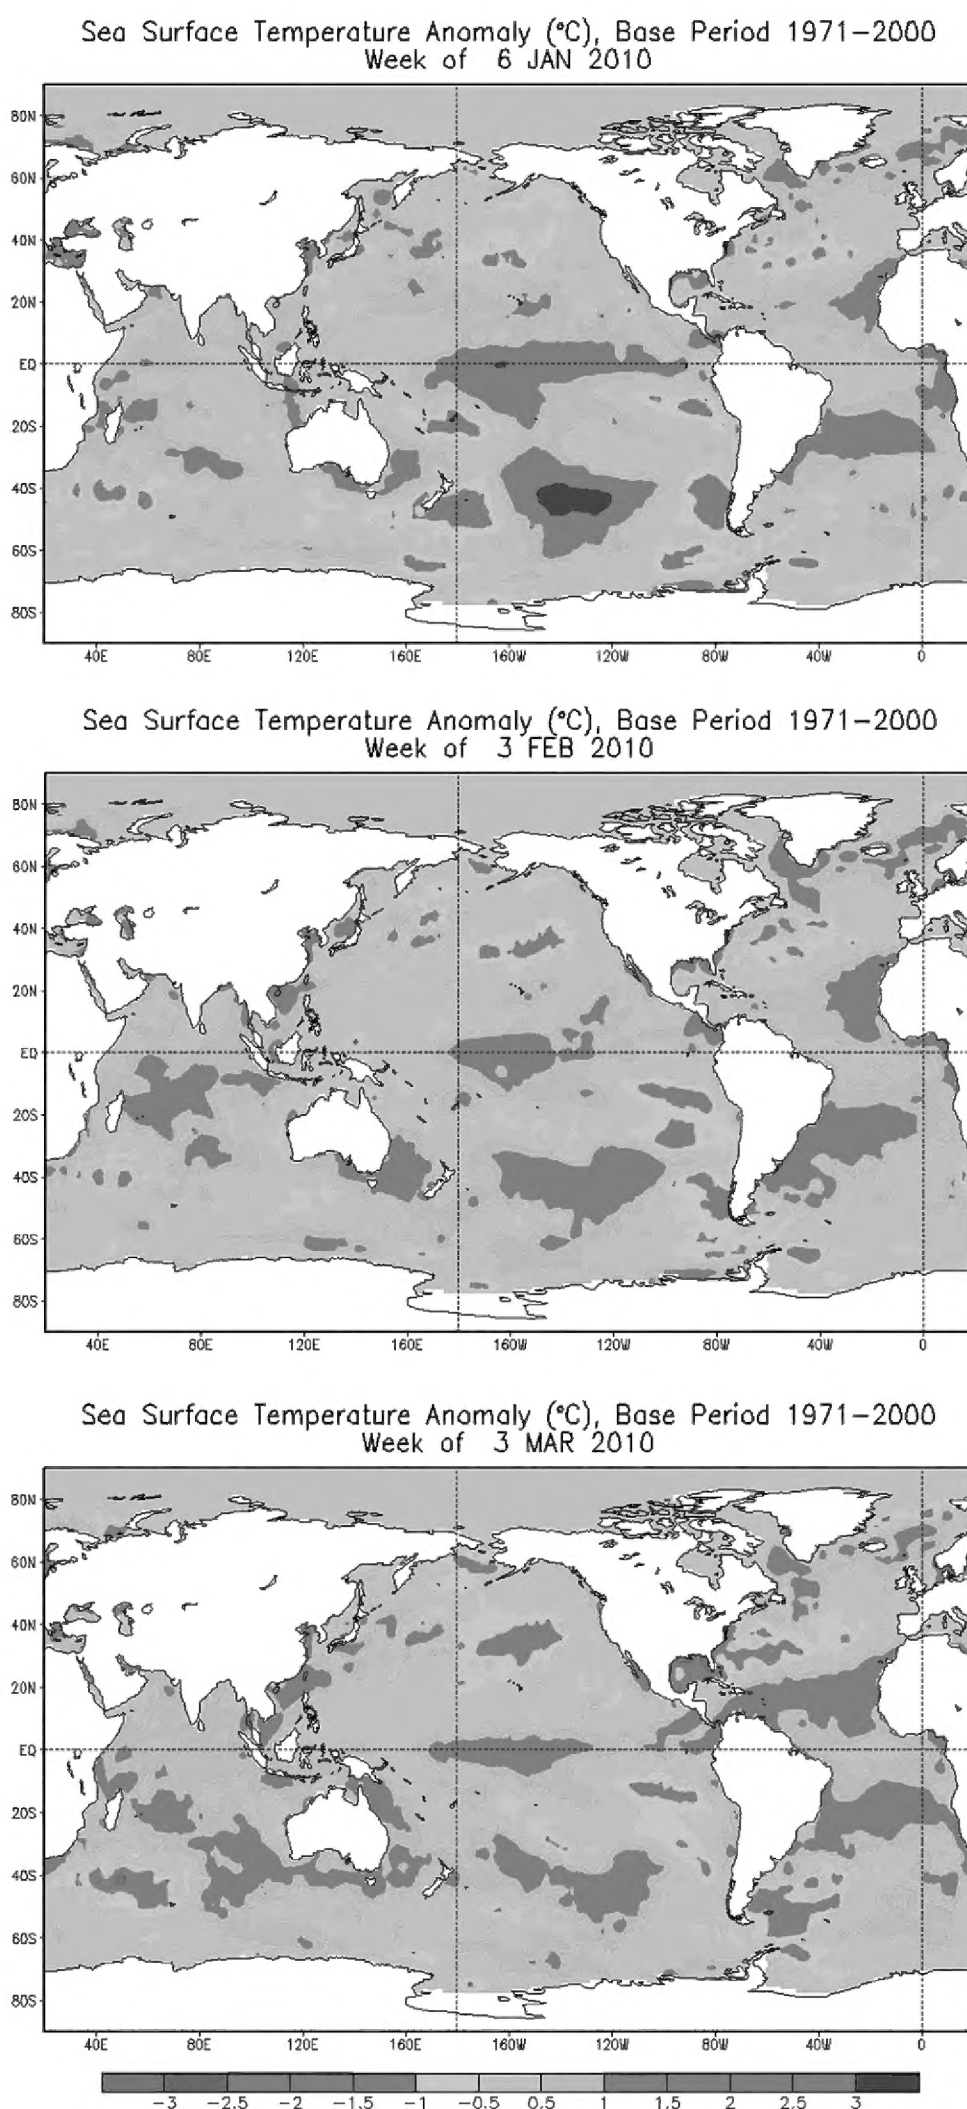 Sea Surface Temperature Anomaly (°C), Base Period 1971-2000
Week of 6 JAN 2010
80N
60N
40N
20N
EQ
20S
40S
60S
80S
40E 80E 120E 160E 160W 120W 80W 40W 0
Sea Surface Temperature Anomaly (°C), Base Period 1971-2000
Week of 3 FEB 2010
80N
60N
40N
20N
EQ
20S
40S
60S
80S
40E 80E 120E 160E 160W 120W 80W 40W 0
Sea Surface Temperature Anomaly (°C), Base Period 1971-2000
Week of 3 MAR 2010
80N
60N
40N
20N
EQ
20S
40S
60S
80S
40E 80E 120E 160E 160W 120W 80W 40W 0
-3 -2.5 -2 -1.5 -1 -0.5 0.5 1 1.5 2 2.5 3